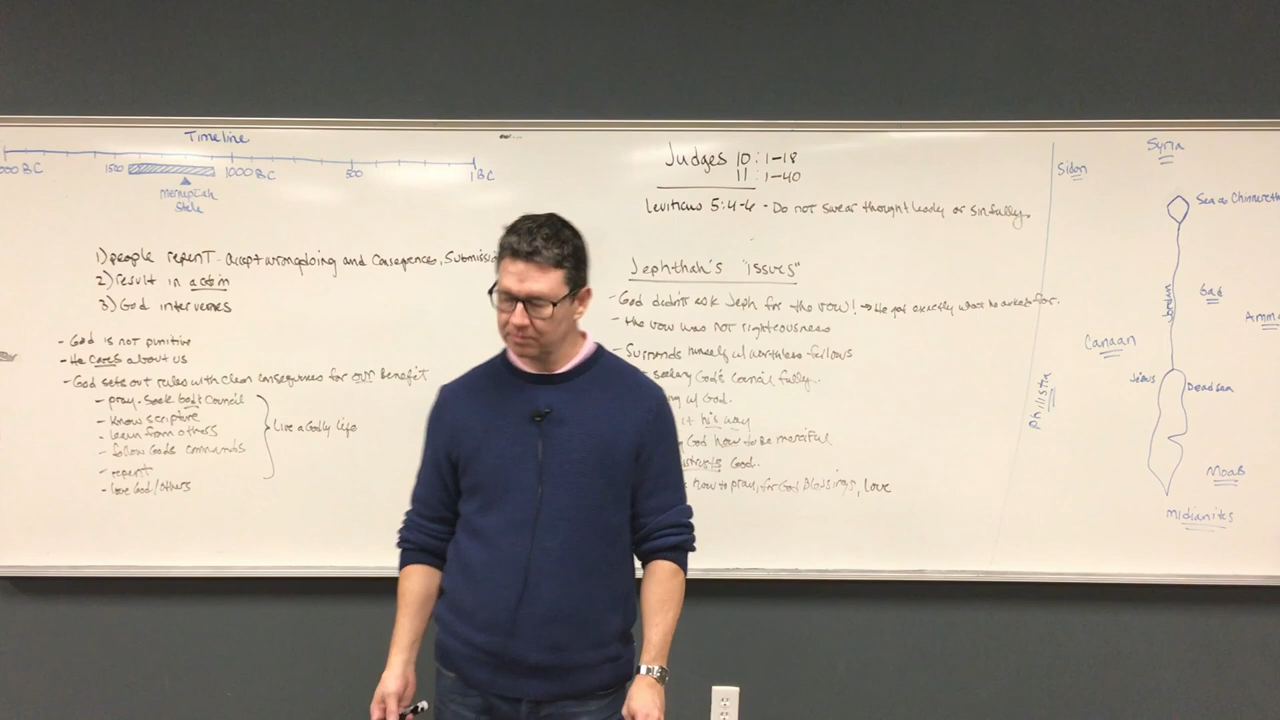 Timeline
000 BC 1500 1000 BC 500 1 BC
merneptah
Stele
1) people repent - accept wrongdoing and consequences, Submissi
2) result in action
3) God intervenes
- God is not punitive
- He cares about us
- God sets out rules with clear consequences for our benefit
- pray - Seek God's Council
- Know scripture
- learn from others
- follow Gods commands
- repent
- love God/others
Live a Godly life
Judges 10:1-18
11:1-40
Leviticus 5:4-6 - Do not swear thoughtlessly or sinfully.
Jephthah's "issues"
- God didn't ask Jeph for the vow! → He got exactly what he asked for.
- the vow was not righteousness
- Surrounds himself w/ worthless fellows
seeking God's Council fully.
ng w/ God.
it his way
God how to be merciful
God.
how to pray, for God Blessings, love
Syria
Sidon
Sea of Chinnereth
Jordan
Gad
Ammo
Canaan
Philistia
Jebus
Dead sea
Moab
Midianites